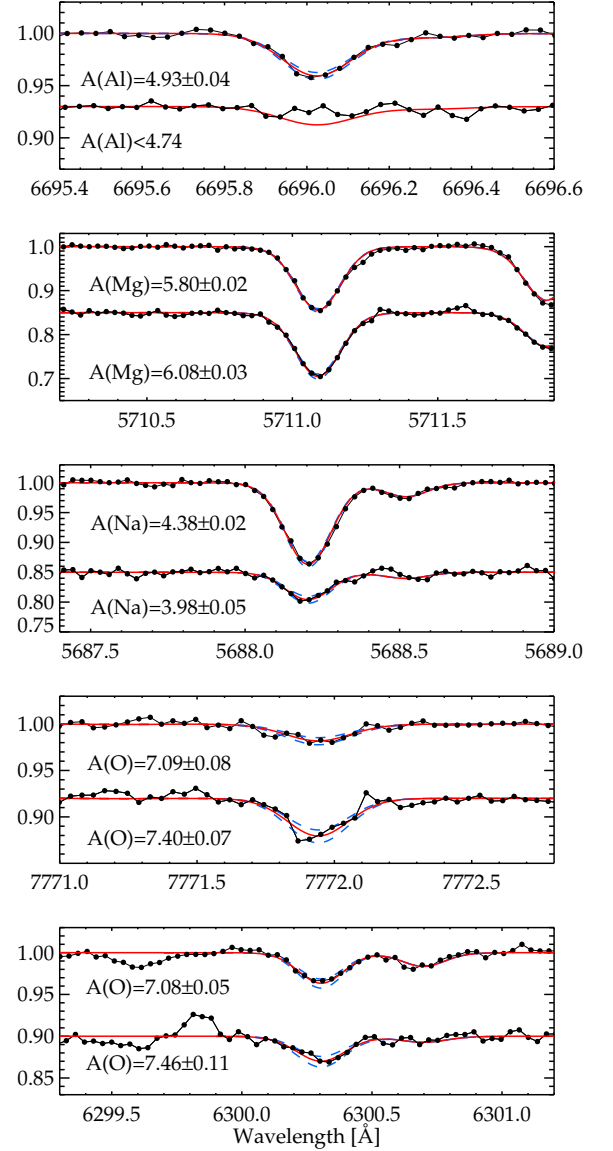 1.00
A(Al)=4.93±0.04
0.95
0.90
A(Al)<4.74
6695.4 6695.6 6695.8 6696.0 6696.2 6696.4 6696.6
1.0
A(Mg)=5.80±0.02
0.9
0.8
A(Mg)=6.08±0.03
0.7
5710.5 5711.0 5711.5
1.00
0.95
A(Na)=4.38±0.02
0.90
0.85
0.80
A(Na)=3.98±0.05
0.75
5687.5 5688.0 5688.5 5689.0
1.00
A(O)=7.09±0.08
0.95
0.90
A(O)=7.40±0.07
7771.0 7771.5 7772.0 7772.5
1.00
A(O)=7.08±0.05
0.95
0.90
A(O)=7.46±0.11
0.85
6299.5 6300.0 6300.5 6301.0
Wavelength [Å]